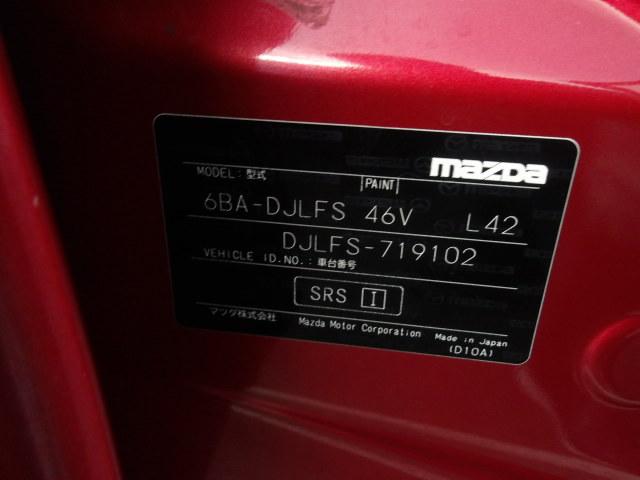 mazda
MODEL: 型式 |PAINT|
6BA-DJLFS 46V L42
DJLFS-719102
VEHICLE ID.NO.: 車台番号
SRS I
マツダ株式会社 Mazda Motor Corporation Made in Japan
(D10A)